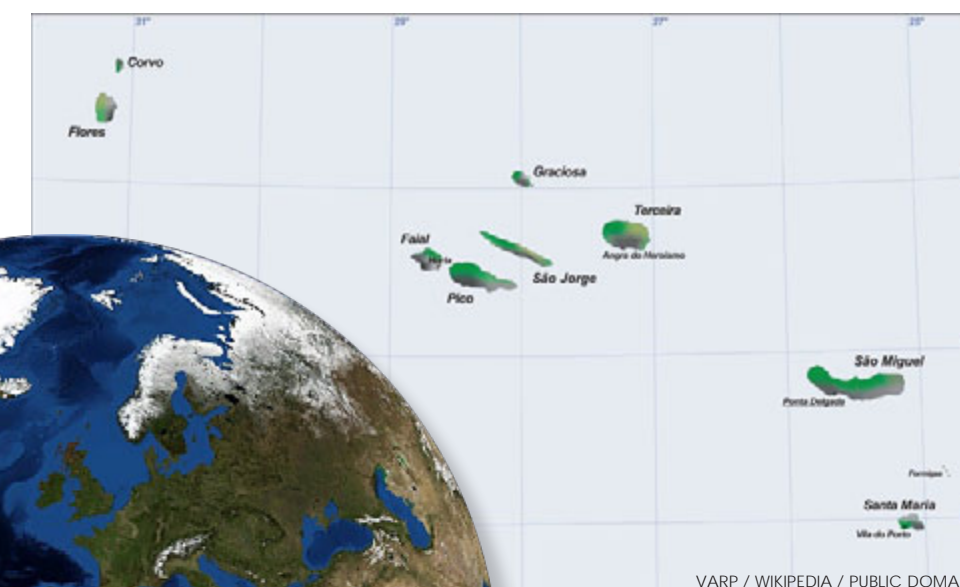 31°
29°
27°
25°
Corvo
Flores
Graciosa
Terceira
Angra do Heroísmo
Faial
Horta
São Jorge
Pico
São Miguel
Ponta Delgada
Formigas
Santa Maria
Vila do Porto
VARP / WIKIPEDIA / PUBLIC DOMA